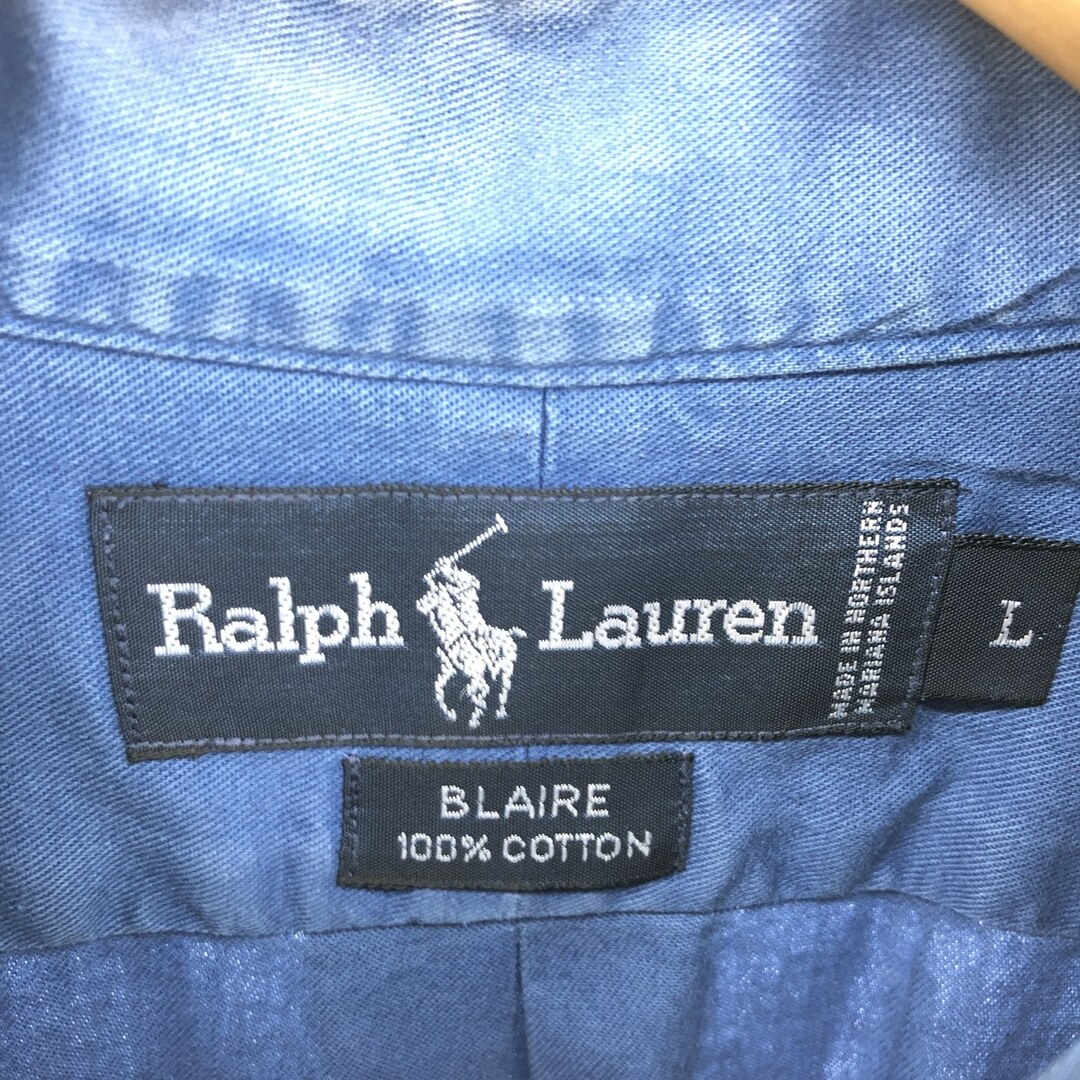 Ralph Lauren
MADE IN NORTHERN
MARIANA ISLANDS
L
BLAIRE
100% COTTON